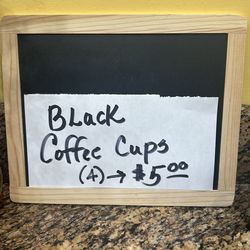 Black
Coffee Cups
(4) → $5.00